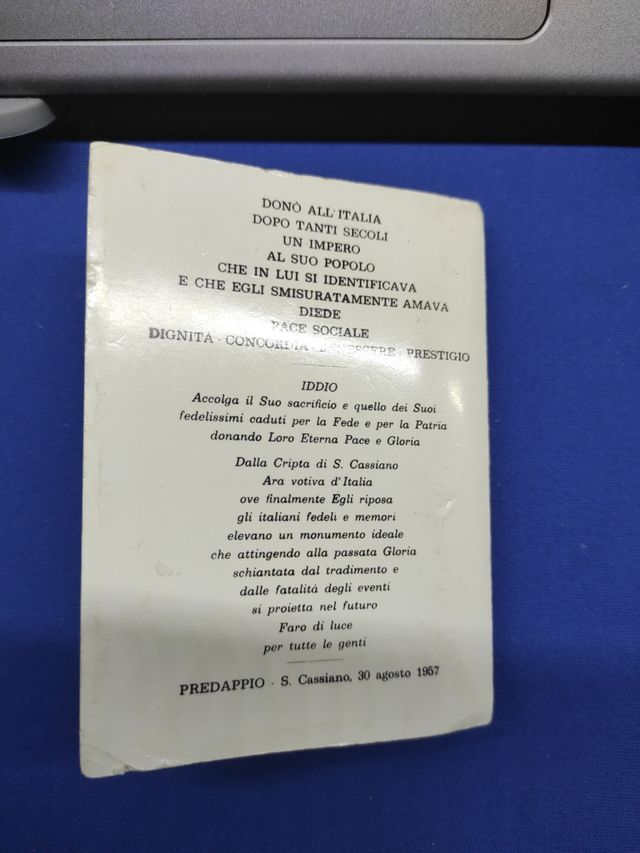 DONÒ ALL'ITALIA
DOPO TANTI SECOLI
UN IMPERO
AL SUO POPOLO
CHE IN LUI SI IDENTIFICAVA
E CHE EGLI SMISURATAMENTE AMAVA
DIEDE
PACE SOCIALE
DIGNITA - CONCORDIA - BENESSERE - PRESTIGIO
IDDIO
Accolga il Suo sacrificio e quello dei Suoi
fedelissimi caduti per la Fede e per la Patria
donando Loro Eterna Pace e Gloria
Dalla Cripta di S. Cassiano
Ara votiva d'Italia
ove finalmente Egli riposa
gli italiani fedeli e memori
elevano un monumento ideale
che attingendo alla passata Gloria
schiantata dal tradimento e
dalle fatalità degli eventi
si proietta nel futuro
Faro di luce
per tutte le genti
PREDAPPIO - S. Cassiano, 30 agosto 1957